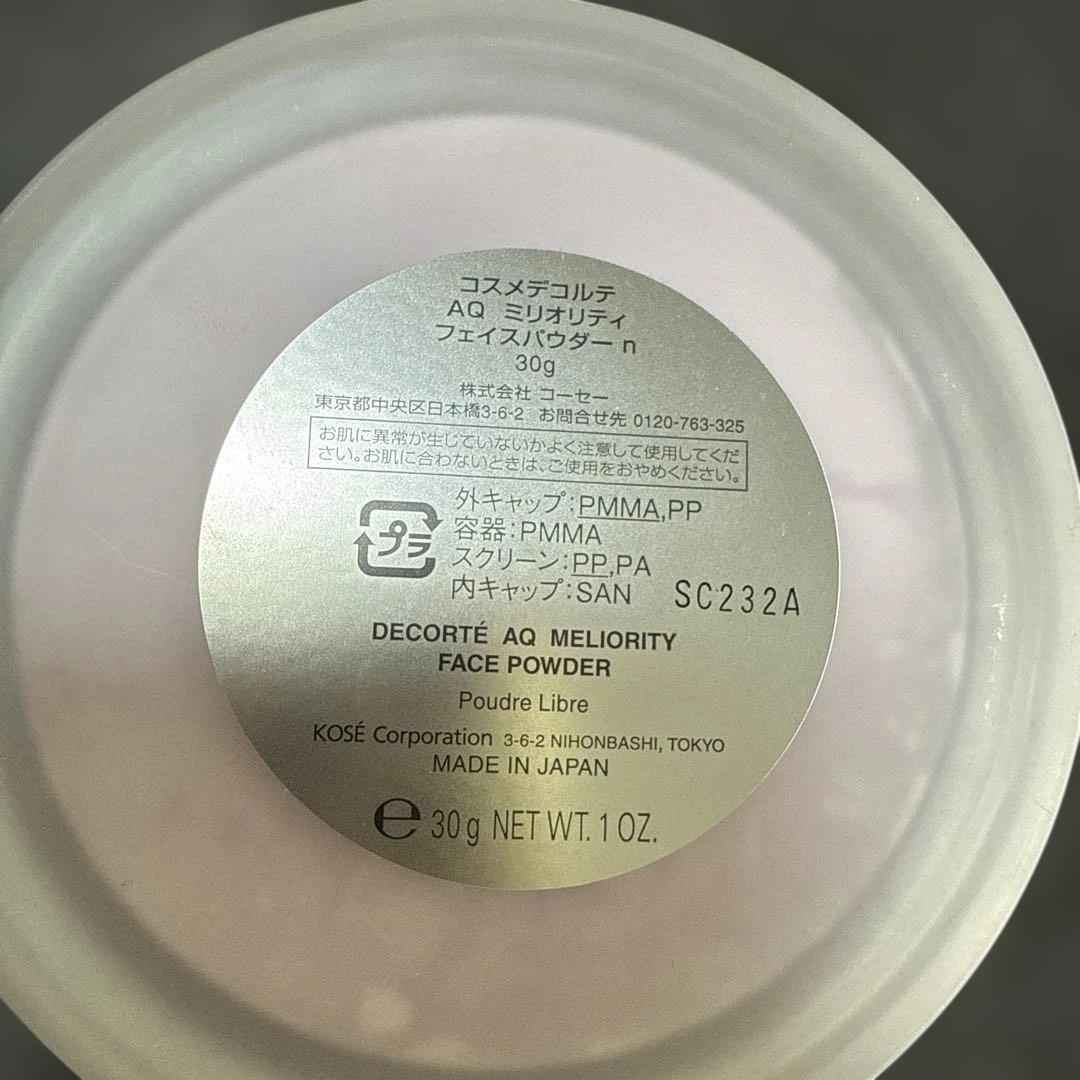 コスメデコルテ
AQ ミリオリティ
フェイスパウダー n
30g
株式会社 コーセー
東京都中央区日本橋3-6-2 お問合せ先 0120-763-325
お肌に異常が生じていないかよく注意して使用してくだ
さい。お肌に合わないときは、ご使用をおやめください。
プラ
外キャップ:PMMA,PP
容器:PMMA
スクリーン:PP,PA
内キャップ:SAN
SC232A
DECORTÉ AQ MELIORITY
FACE POWDER
Poudre Libre
KOSÉ Corporation 3-6-2 NIHONBASHI, TOKYO
MADE IN JAPAN
℮ 30g NET WT. 1 OZ.